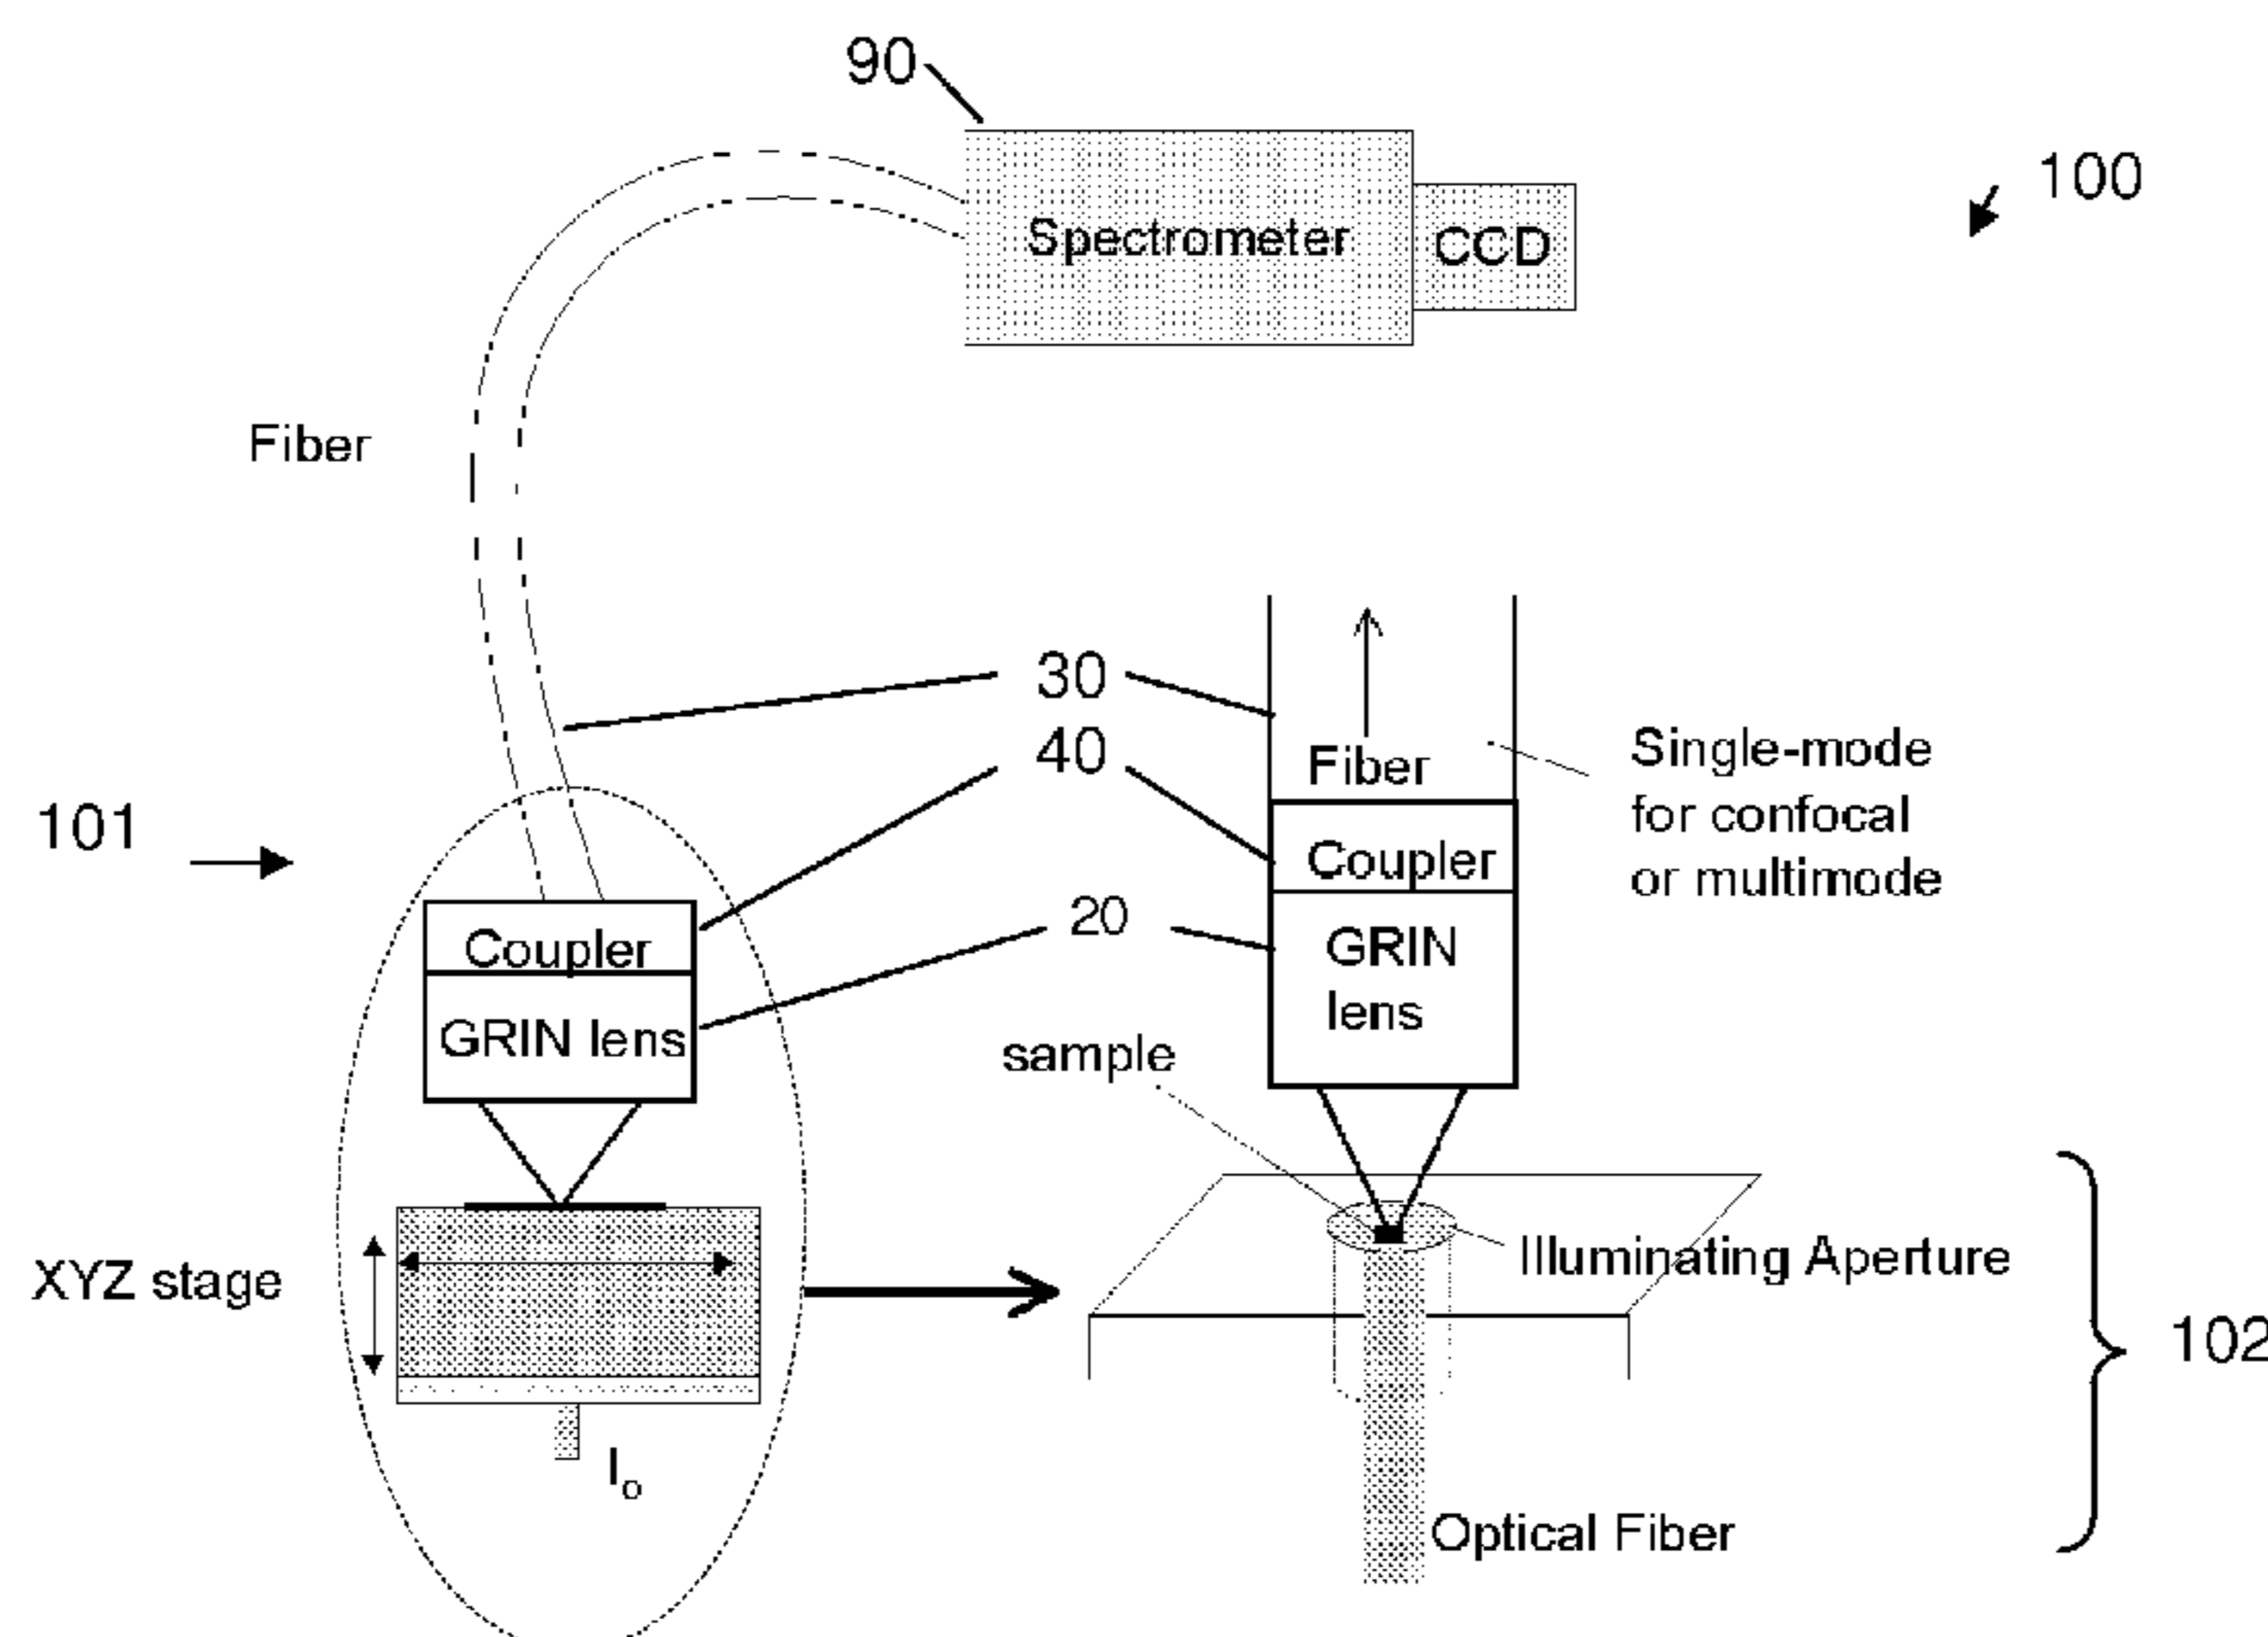 90
100
Spectrometer
CCD
Fiber
30
40
Fiber
Single-mode
for confocal
or multimode
101
Coupler
Coupler
20
GRIN
lens
GRIN lens
sample
XYZ stage
Illuminating Aperture
102
Io
Optical Fiber